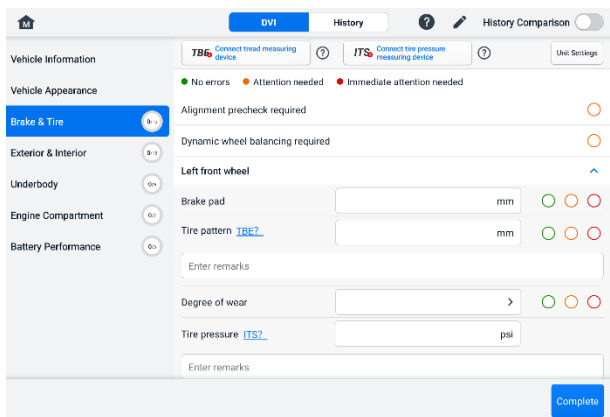 M
DVI
History
?
History Comparison
Vehicle Information
Vehicle Appearance
Brake & Tire
Exterior & Interior
Underbody
Engine Compartment
Battery Performance
TBE Connect tread measuring
device
?
ITS Connect tire pressure
measuring device
?
Unit Settings
No errors
Attention needed
Immediate attention needed
Alignment precheck required
Dynamic wheel balancing required
Left front wheel
Brake pad
mm
Tire pattern TBE?
mm
Enter remarks
Degree of wear
Tire pressure ITS?
psi
Enter remarks
Complete